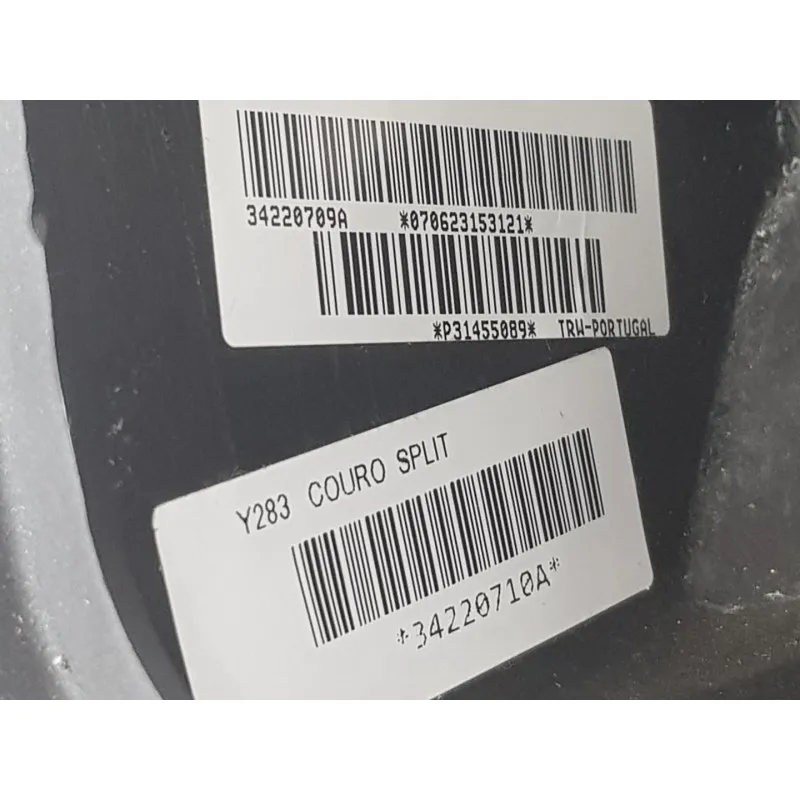 34220709A *070623153121*
*P31455089* TRW-PORTUGAL
Y283 COURO SPLIT
*34220710A*